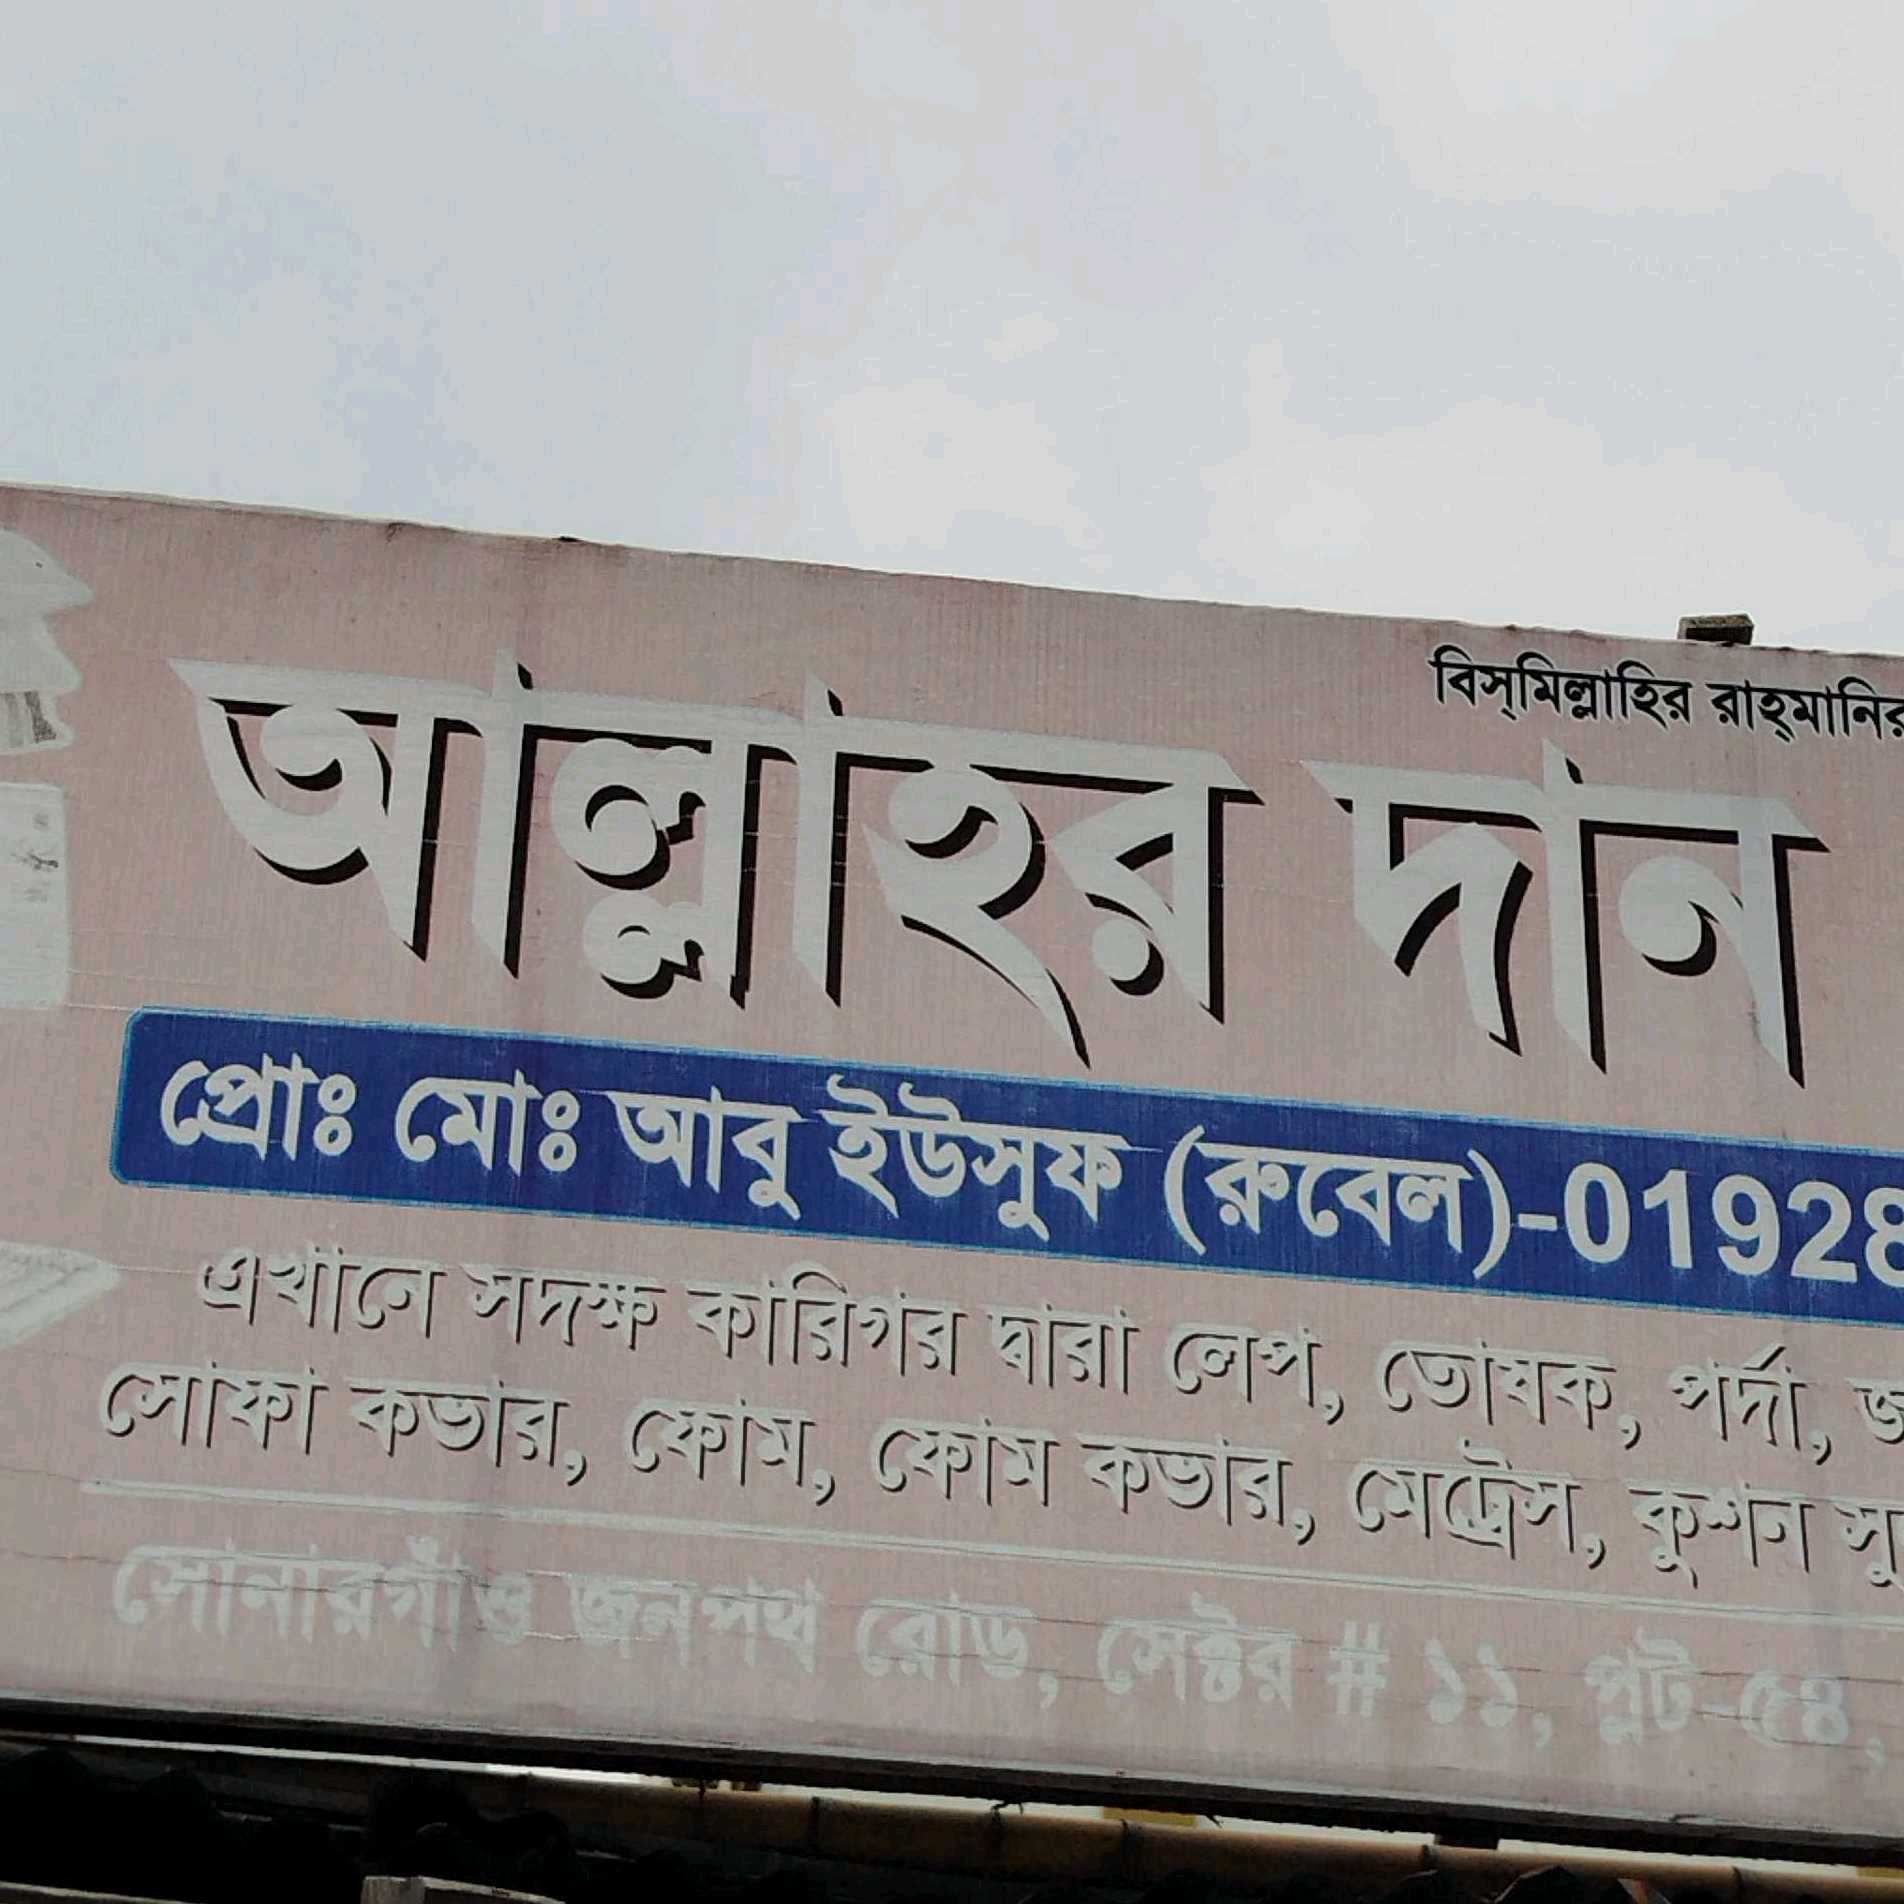 বিস্‌মিল্লাহির রাহ্‌মানির
আল্লাহর দান
প্রোঃ মোঃ আবু ইউসুফ (রুবেল)-01928
এখানে সদক্ষ কারিগর দ্বারা লেপ, তোষক, পর্দা,
সোফা কভার, ফোম, ফোম কভার, মেট্রেস, কুশন
সোনারগাঁও জনপথ রোড, সেক্টর # ১১, প্লট-৫৪,